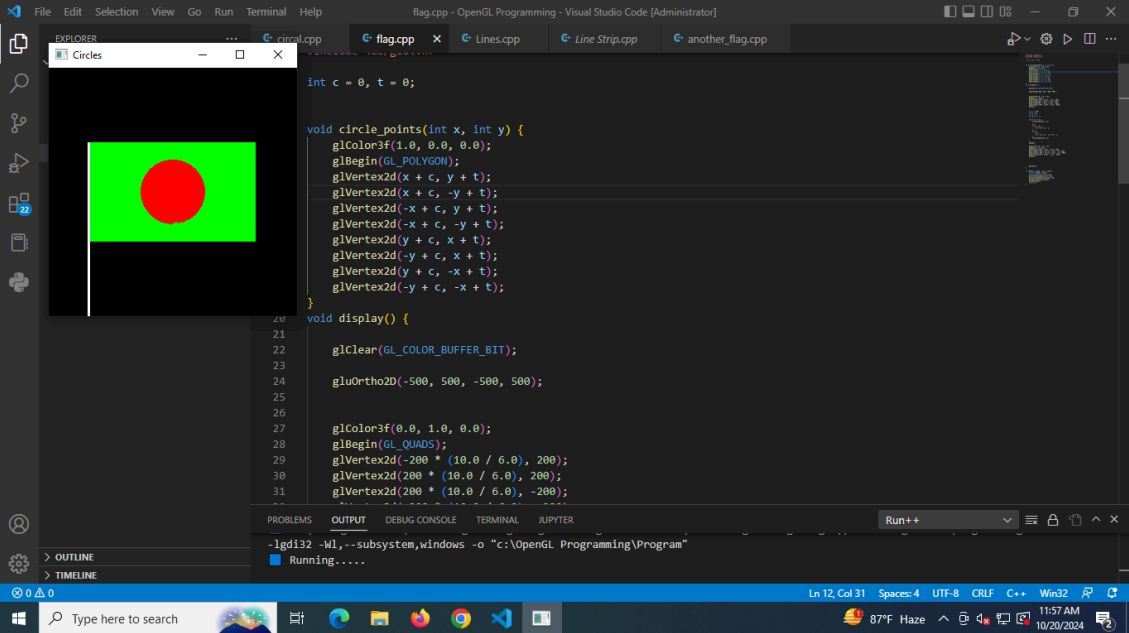 File Edit Selection View Go Run Terminal Help
flag.cpp - OpenGL Programming - Visual Studio Code [Administrator]
EXPLORER
circal.cpp
flag.cpp
Lines.cpp
Line Strip.cpp
another_flag.cpp
Circles
int c = 0, t = 0;
void circle_points(int x, int y) {
glColor3f(1.0, 0.0, 0.0);
glBegin(GL_POLYGON);
glVertex2d(x + c, y + t);
glVertex2d(x + c, -y + t);
glVertex2d(-x + c, y + t);
glVertex2d(-x + c, -y + t);
glVertex2d(y + c, x + t);
glVertex2d(-y + c, x + t);
glVertex2d(y + c, -x + t);
glVertex2d(-y + c, -x + t);
}
20 void display() {
21
22 glClear(GL_COLOR_BUFFER_BIT);
23
24 gluOrtho2D(-500, 500, -500, 500);
25
26
27 glColor3f(0.0, 1.0, 0.0);
28 glBegin(GL_QUADS);
29 glVertex2d(-200 * (10.0 / 6.0), 200);
30 glVertex2d(200 * (10.0 / 6.0), 200);
31 glVertex2d(200 * (10.0 / 6.0), -200);
22
PROBLEMS OUTPUT DEBUG CONSOLE TERMINAL JUPYTER
Run++
-lgdi32 -Wl,--subsystem,windows -o "c:\OpenGL Programming\Program"
Running.....
OUTLINE
TIMELINE
0 0
Ln 12, Col 31 Spaces: 4 UTF-8 CRLF C++ Win32
Type here to search
87°F Haze
11:57 AM
10/20/2024
2